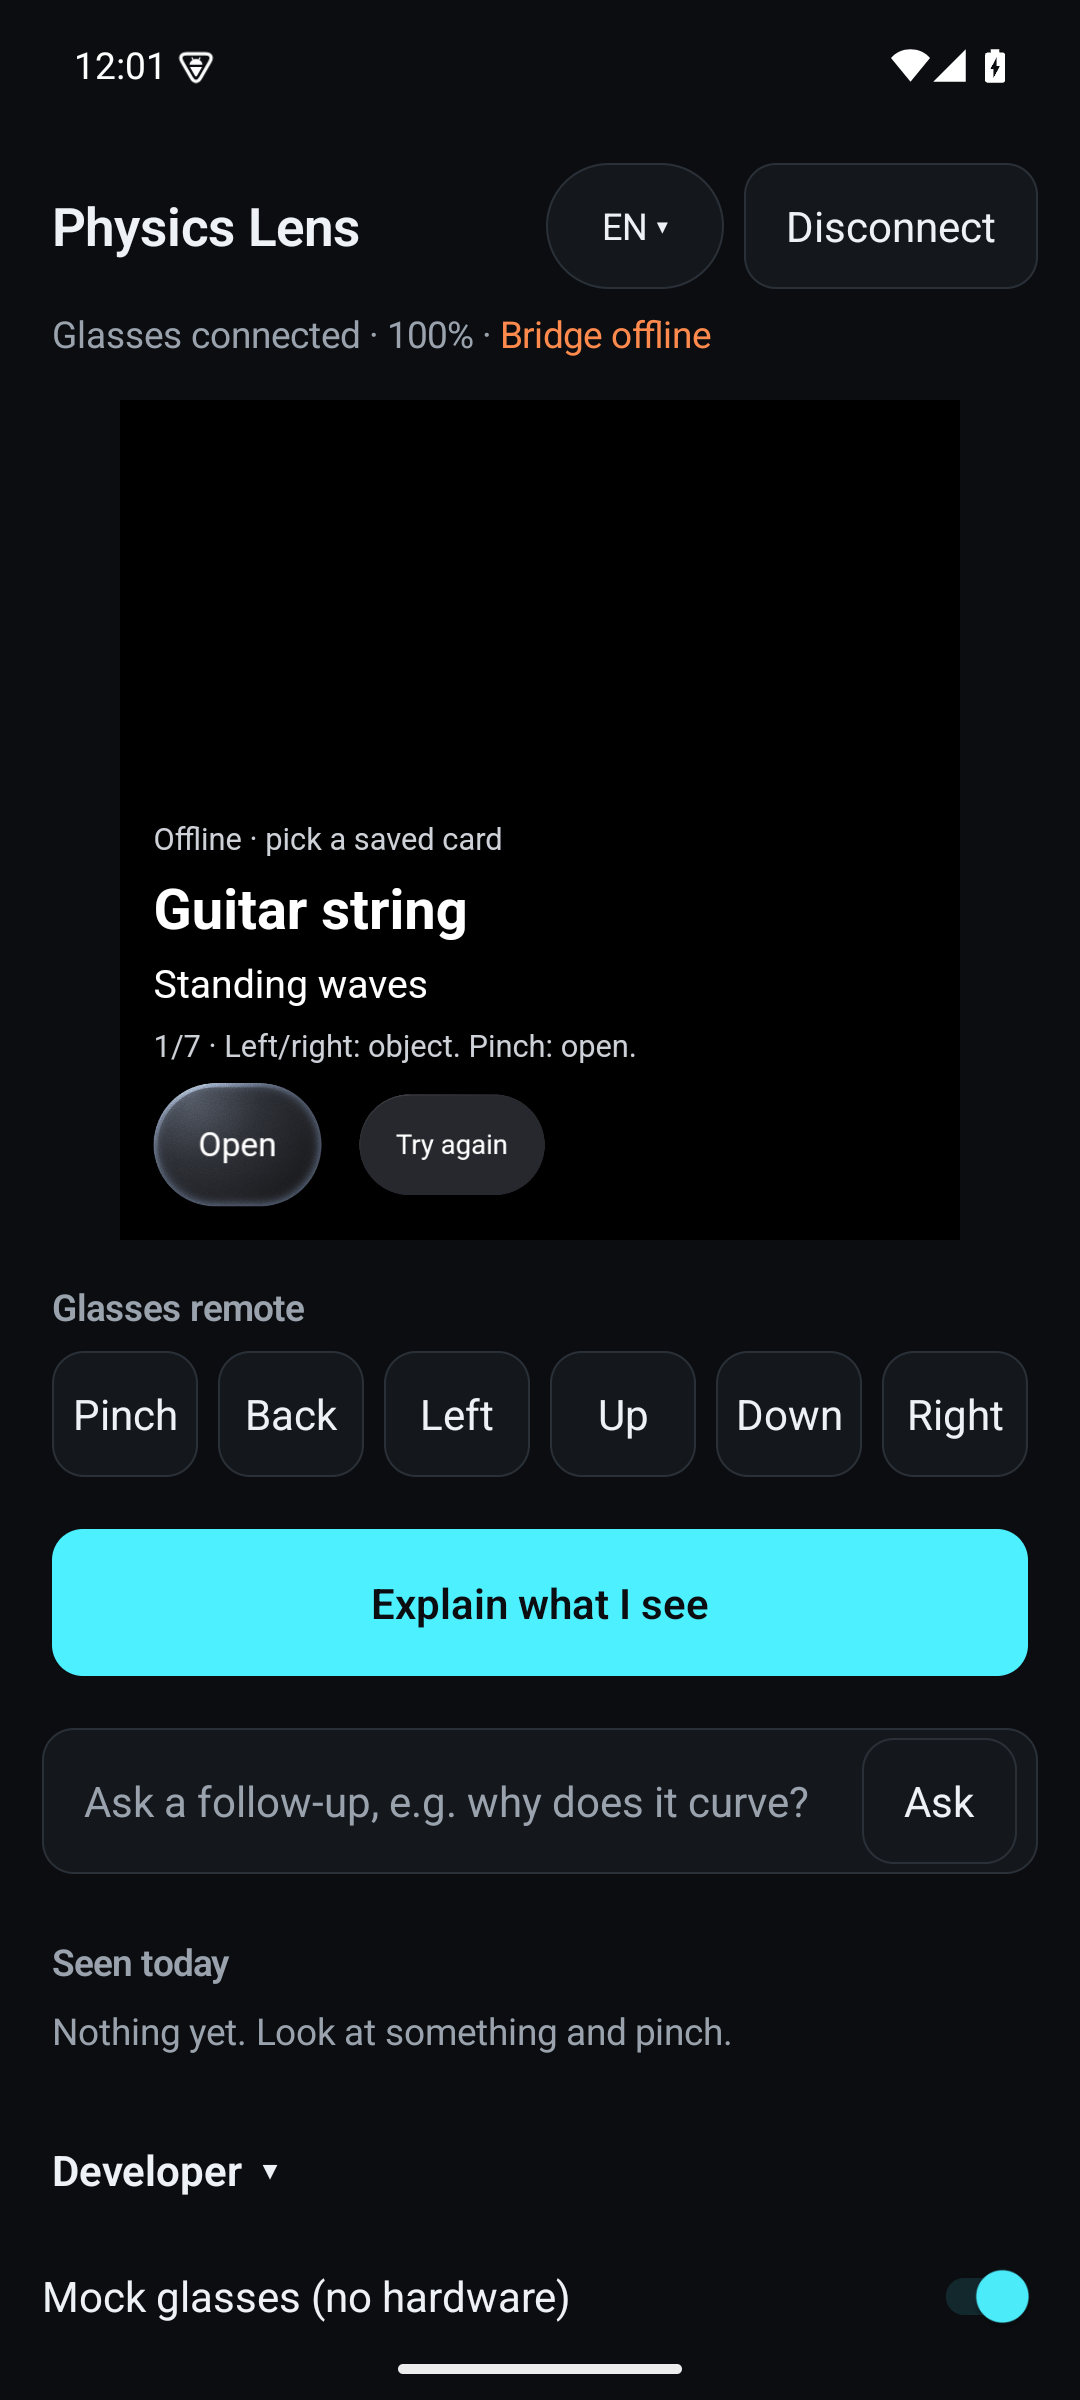 12:01
Physics Lens
EN ▾
Disconnect
Glasses connected · 100% · Bridge offline
Offline · pick a saved card
Guitar string
Standing waves
1/7 · Left/right: object. Pinch: open.
Open
Try again
Glasses remote
Pinch
Back
Left
Up
Down
Right
Explain what I see
Ask a follow-up, e.g. why does it curve?
Ask
Seen today
Nothing yet. Look at something and pinch.
Developer ▼
Mock glasses (no hardware)